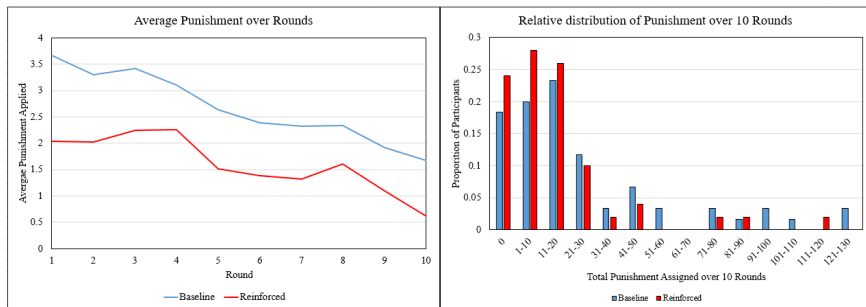 Average Punishment over Rounds
4
3.5
3
2.5
2
1.5
1
0.5
0
Avergae Punishment Applied
1 2 3 4 5 6 7 8 9 10
Round
Baseline Reinforced
Relative distribution of Punishment over 10 Rounds
0.3
0.25
0.2
0.15
0.1
0.05
0
Proporion of Participants
0 1-10 11-20 21-30 31-40 41-50 51-60 61-70 71-80 81-90 91-100 101-110 111-120 121-130
Total Punishment Assigned over 10 Rounds
Baseline Reinforced